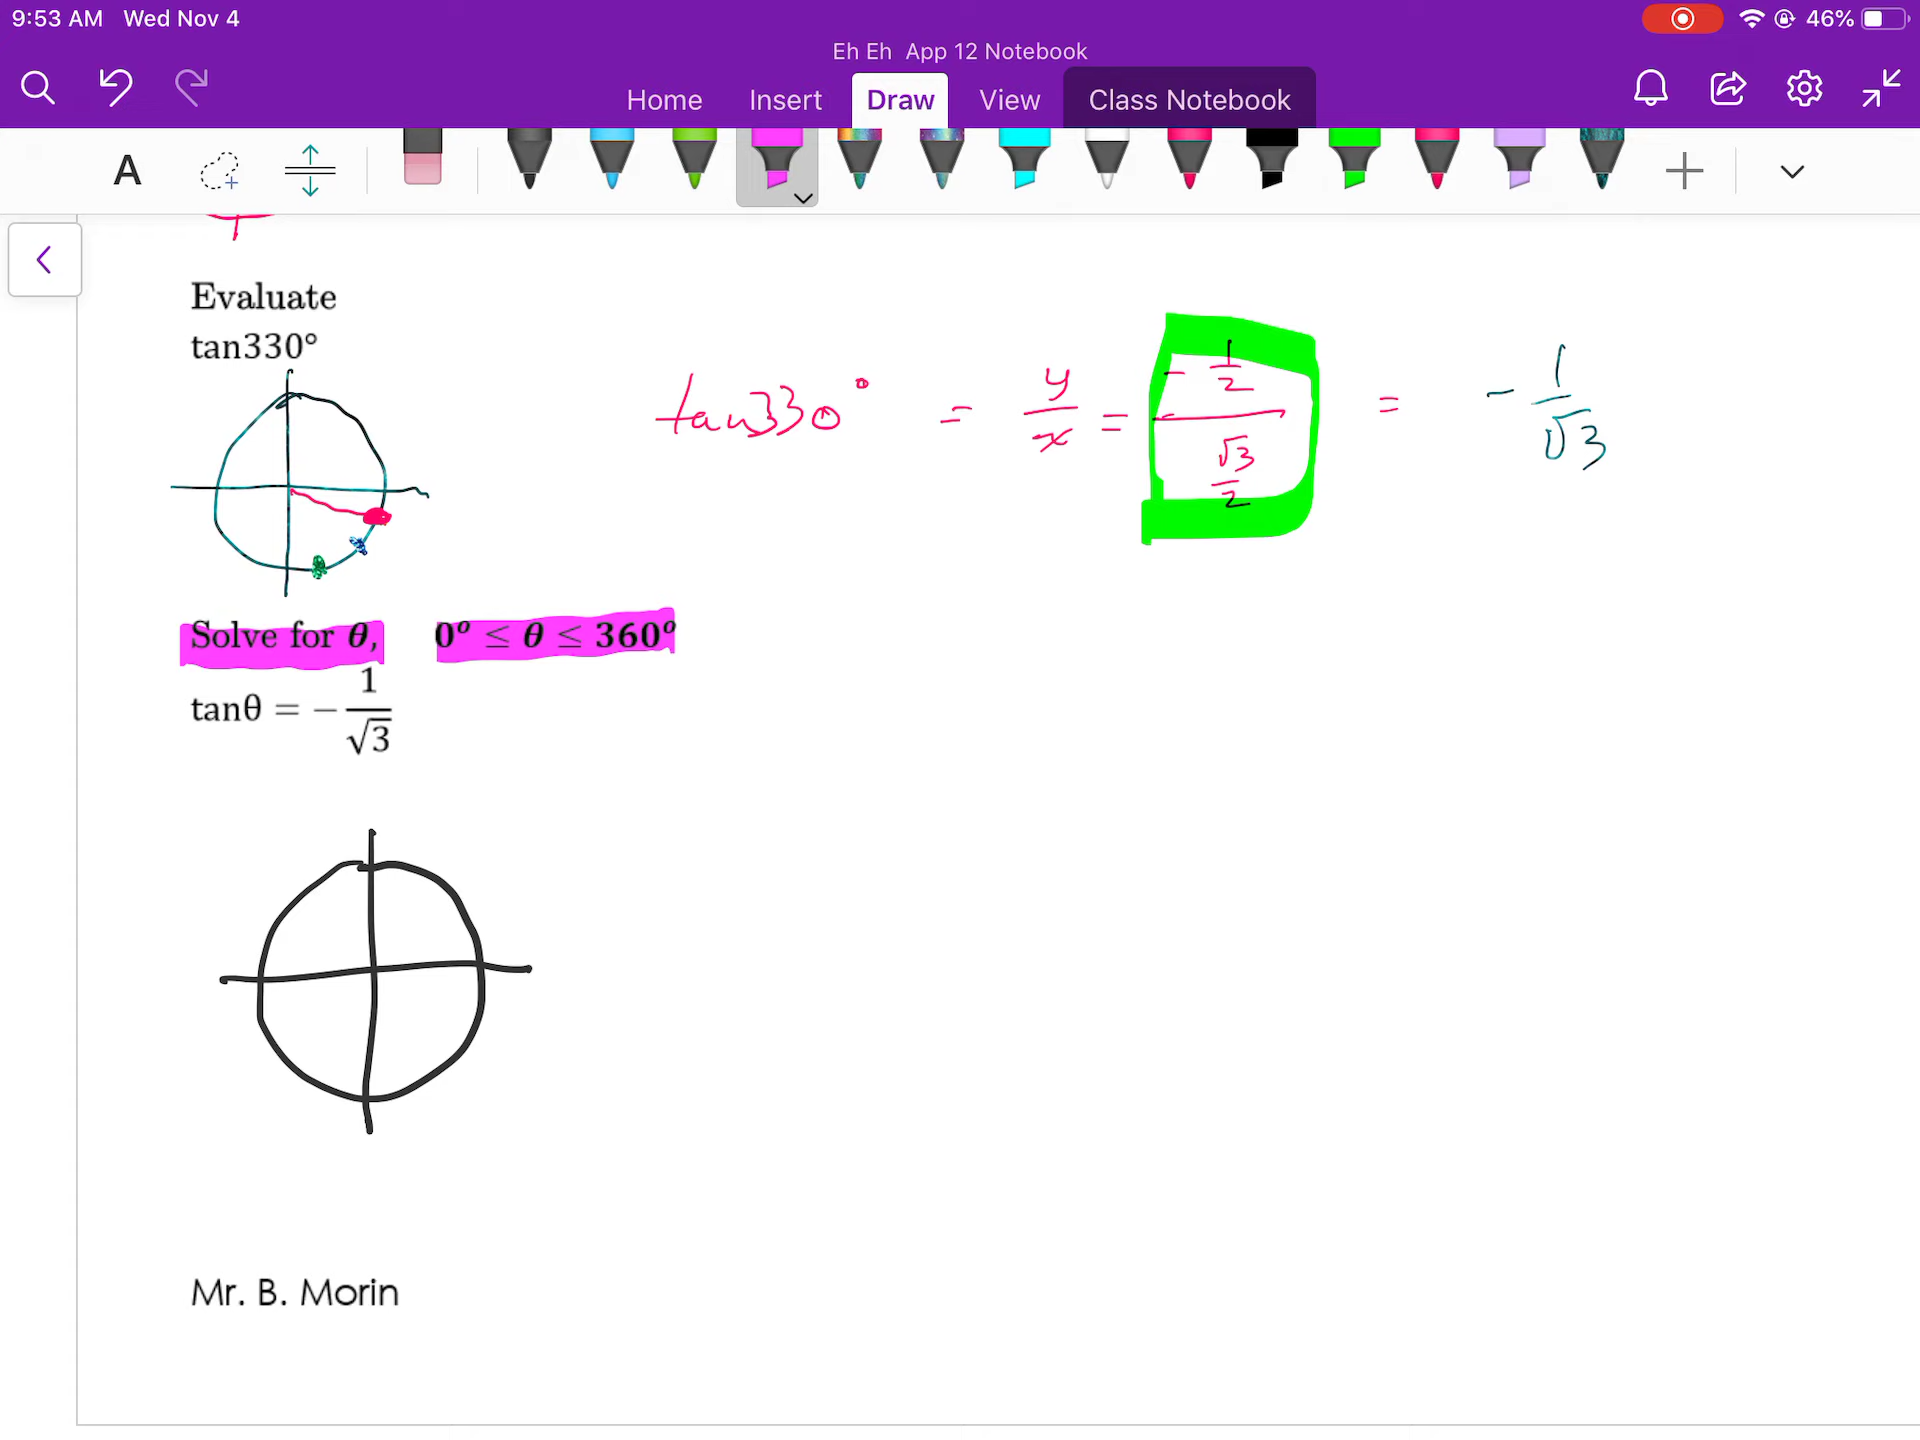 9:53 AM Wed Nov 4
46%
Eh Eh App 12 Notebook
Home Insert Draw View Class Notebook
A
Evaluate
tan330°
tan330° = y/x = (-1/2)/(√3/2) = -1/√3
Solve for θ, 0° ≤ θ ≤ 360°
tanθ = -1/√3
Mr. B. Morin